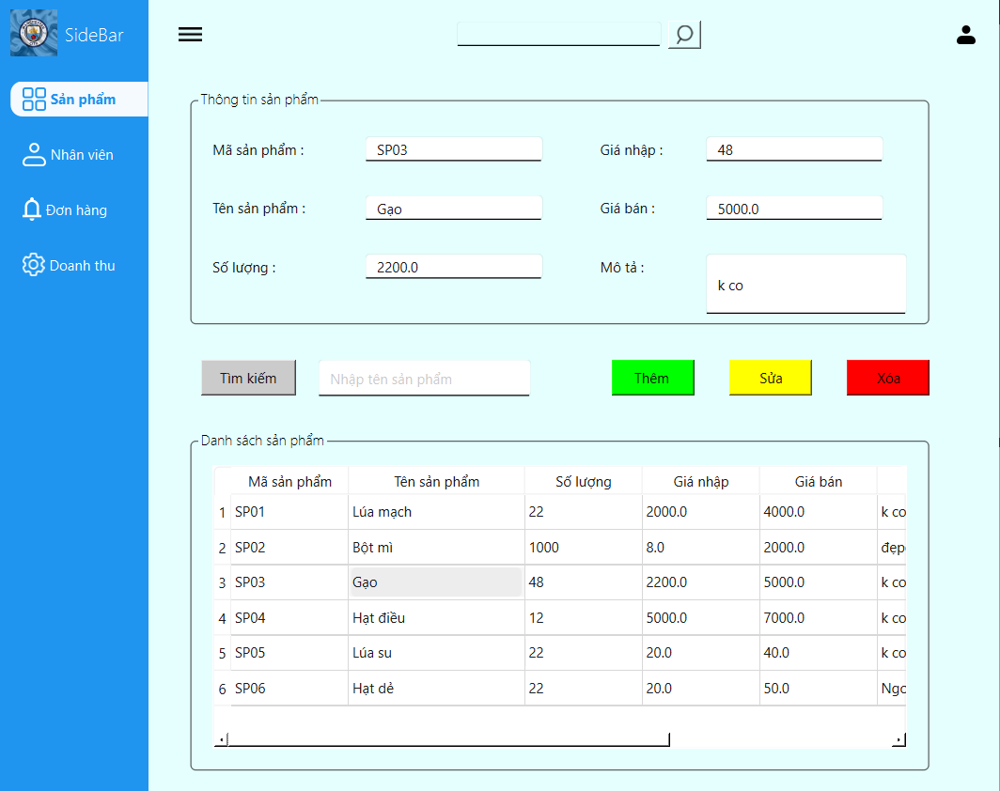 SideBar
Sản phẩm
Nhân viên
Đơn hàng
Doanh thu
Thông tin sản phẩm
Mã sản phẩm : SP03 Giá nhập : 48
Tên sản phẩm : Gạo Giá bán : 5000.0
Số lượng : 2200.0 Mô tả : k co
Tìm kiếm Nhập tên sản phẩm Thêm Sửa Xóa
Danh sách sản phẩm
Mã sản phẩm Tên sản phẩm Số lượng Giá nhập Giá bán
1 SP01 Lúa mạch 22 2000.0 4000.0 k co
2 SP02 Bột mì 1000 8.0 2000.0 đẹp
3 SP03 Gạo 48 2200.0 5000.0 k co
4 SP04 Hạt điều 12 5000.0 7000.0 k co
5 SP05 Lúa su 22 20.0 40.0 k co
6 SP06 Hạt dẻ 22 20.0 50.0 Ngo